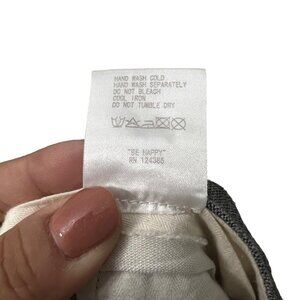 HAND WASH COLD
HAND WASH SEPARATELY
DO NOT BLEACH
COOL IRON
DO NOT TUMBLE DRY
"BE HAPPY"
RN 124385